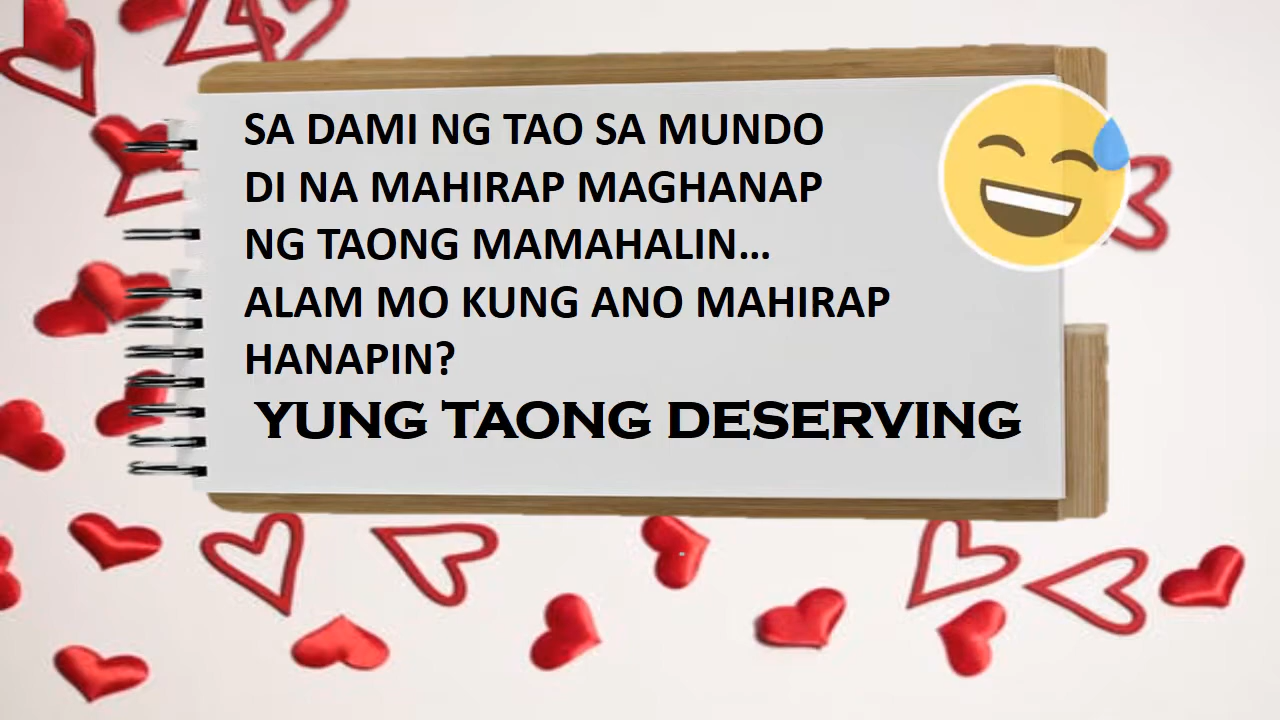 SA DAMI NG TAO SA MUNDO
DI NA MAHIRAP MAGHANAP
NG TAONG MAMAHALIN...
ALAM MO KUNG ANO MAHIRAP
HANAPIN?
YUNG TAONG DESERVING